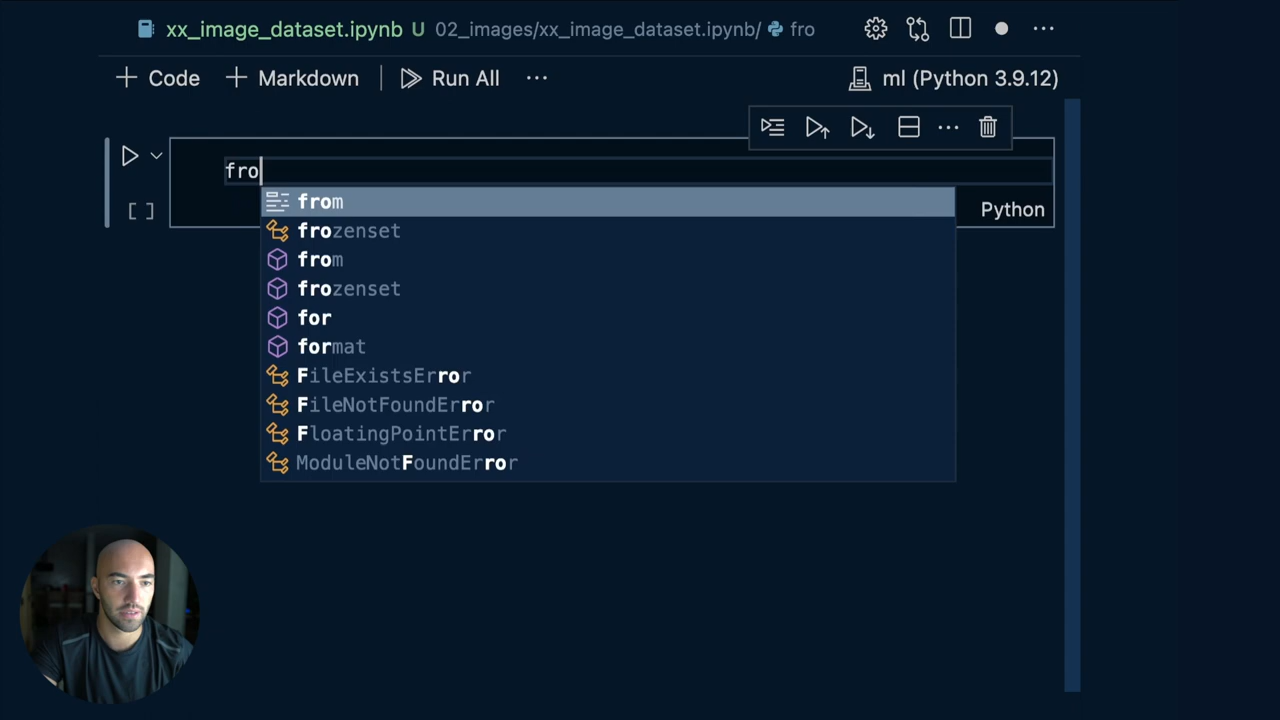 xx_image_dataset.ipynb U 02_images/xx_image_dataset.ipynb/ fro
Code Markdown Run All ml (Python 3.9.12)
fro
[ ]
Python
from
frozenset
from
frozenset
for
format
FileExistsError
FileNotFoundError
FloatingPointError
ModuleNotFoundError